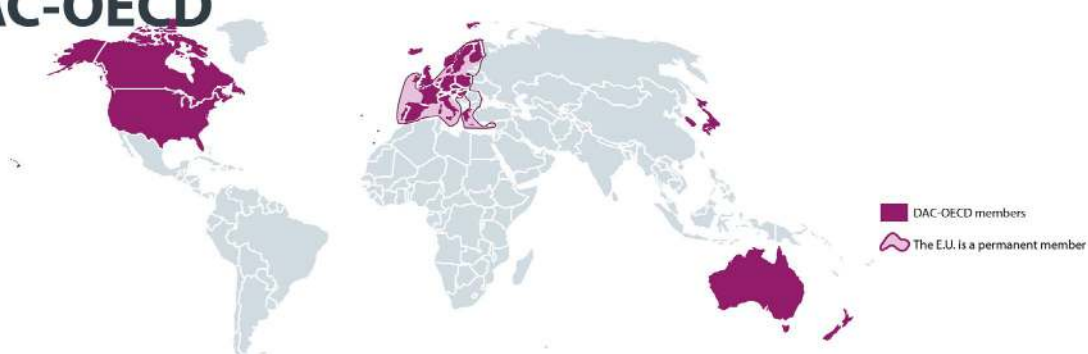 AC-OECD
DAC-OECD members
The E.U. is a permanent member